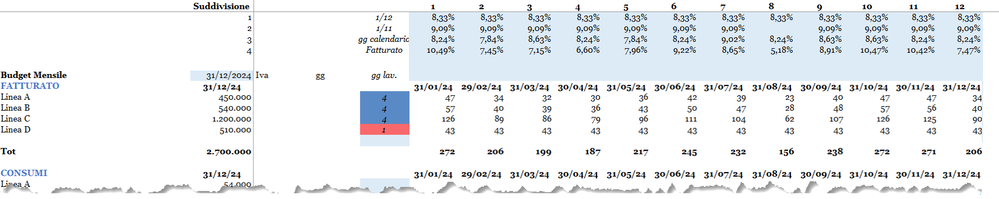 Suddivisione 1 2 3 4 5 6 7 8 9 10 11 12
1 1/12 8,33% 8,33% 8,33% 8,33% 8,33% 8,33% 8,33% 8,33% 8,33% 8,33% 8,33% 8,33%
2 1/11 9,09% 9,09% 9,09% 9,09% 9,09% 9,09% 9,09% 9,09% 9,09% 9,09% 9,09%
3 gg calendario 8,24% 7,84% 8,63% 8,24% 7,84% 8,24% 9,02% 8,24% 8,63% 8,63% 8,24% 8,24%
4 Fatturato 10,49% 7,45% 7,15% 6,60% 7,96% 9,22% 8,65% 5,18% 8,91% 10,47% 10,42% 7,47%
Budget Mensile 31/12/2024 Iva gg gg lav.
FATTURATO 31/12/24 31/01/24 29/02/24 31/03/24 30/04/24 31/05/24 30/06/24 31/07/24 31/08/24 30/09/24 31/10/24 30/11/24 31/12/24
Linea A 450.000 4 47 34 32 30 36 42 39 23 40 47 47 34
Linea B 540.000 4 57 40 39 36 43 50 47 28 48 57 56 40
Linea C 1.200.000 4 126 89 86 79 96 111 104 62 107 126 125 90
Linea D 510.000 1 43 43 43 43 43 43 43 43 43 43 43 43
Tot 2.700.000 272 206 199 187 217 245 232 156 238 272 271 206
CONSUMI 31/12/24 31/01/24 29/02/24 31/03/24 30/04/24 31/05/24 30/06/24 31/07/24 31/08/24 30/09/24 31/10/24 30/11/24 31/12/24
Linea A 54.000